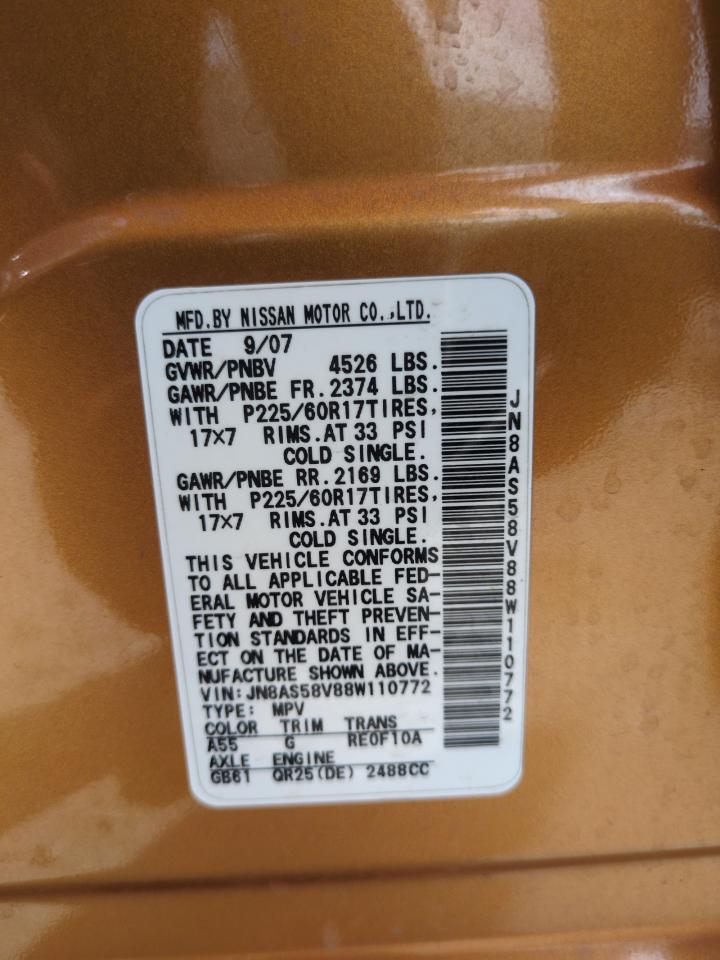 MFD.BY NISSAN MOTOR CO.,LTD.
DATE 9/07
GVWR/PNBV 4526 LBS.
GAWR/PNBE FR. 2374 LBS.
WITH P225/60R17TIRES,
17×7 RIMS.AT 33 PSI
COLD SINGLE.
GAWR/PNBE RR. 2169 LBS.
WITH P225/60R17TIRES,
17×7 RIMS.AT 33 PSI
COLD SINGLE.
THIS VEHICLE CONFORMS
TO ALL APPLICABLE FED-
ERAL MOTOR VEHICLE SA-
FETY AND THEFT PREVEN-
TION STANDARDS IN EFF-
ECT ON THE DATE OF MA-
NUFACTURE SHOWN ABOVE.
VIN: JN8AS58V88W110772
TYPE: MPV
COLOR TRIM TRANS
A55 G RE0F10A
AXLE ENGINE
GB61 QR25(DE) 2488CC
JN8AS58V88W110772